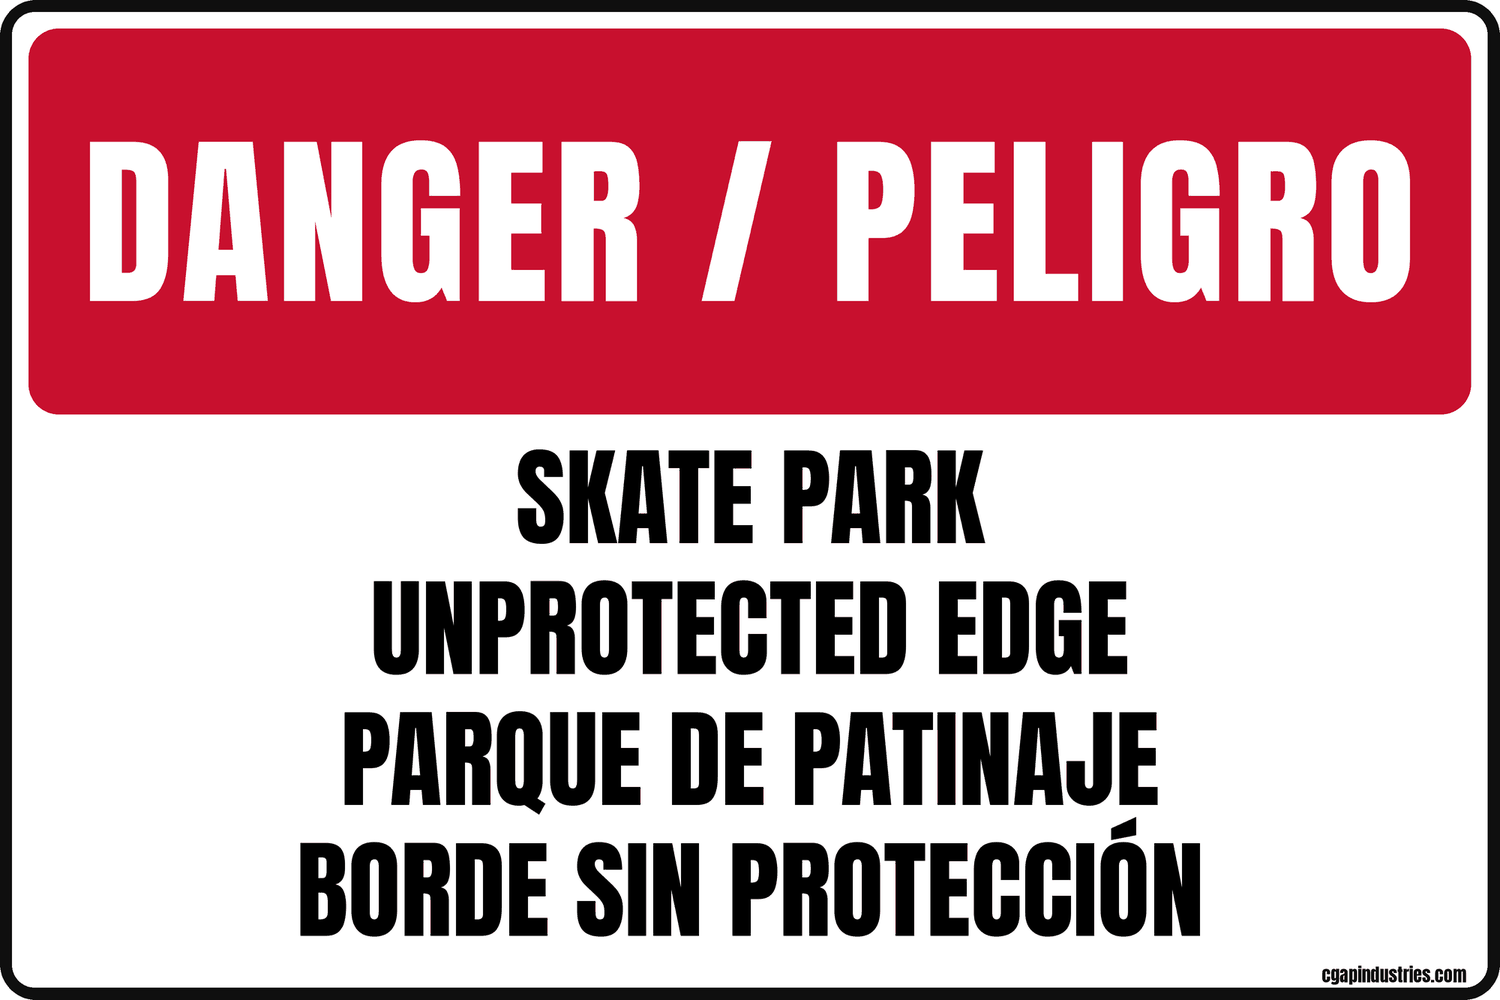 DANGER / PELIGRO
SKATE PARK
UNPROTECTED EDGE
PARQUE DE PATINAJE
BORDE SIN PROTECCIÓN
cgapindustries.com